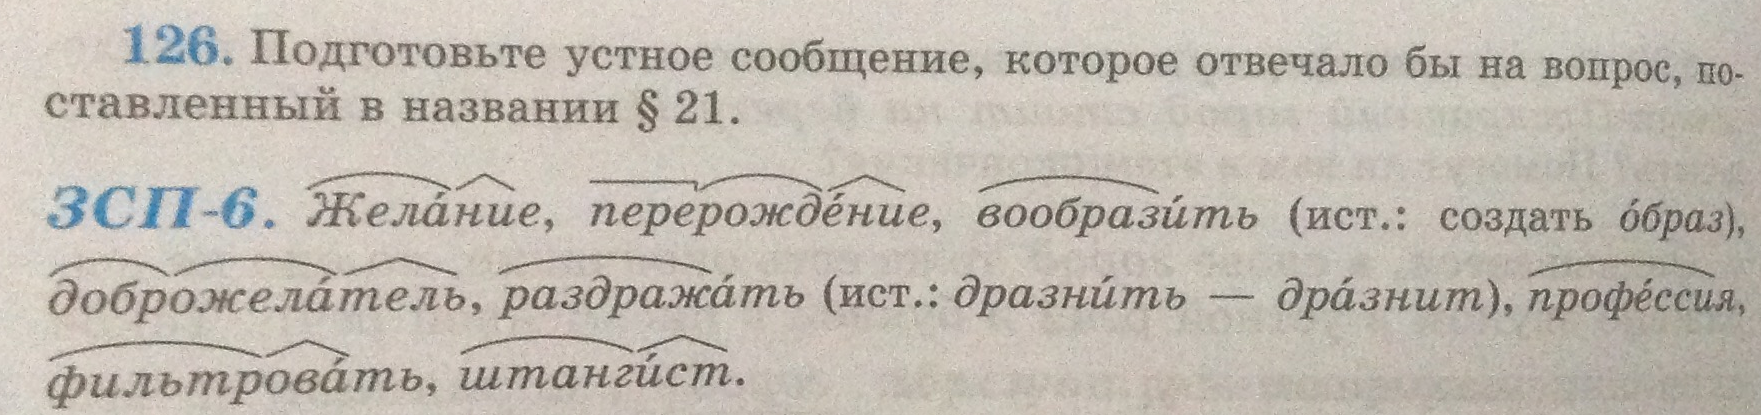 126. Подготовьте устное сообщение, которое отвечало бы на вопрос, по-
ставленный в названии § 21.
ЗСП-6. Жела́ние, перерожде́ние, вообрази́ть (ист.: создать о́браз),
доброжела́тель, раздража́ть (ист.: дразни́ть — дра́знит), профе́ссия,
фильтрова́ть, штанги́ст.